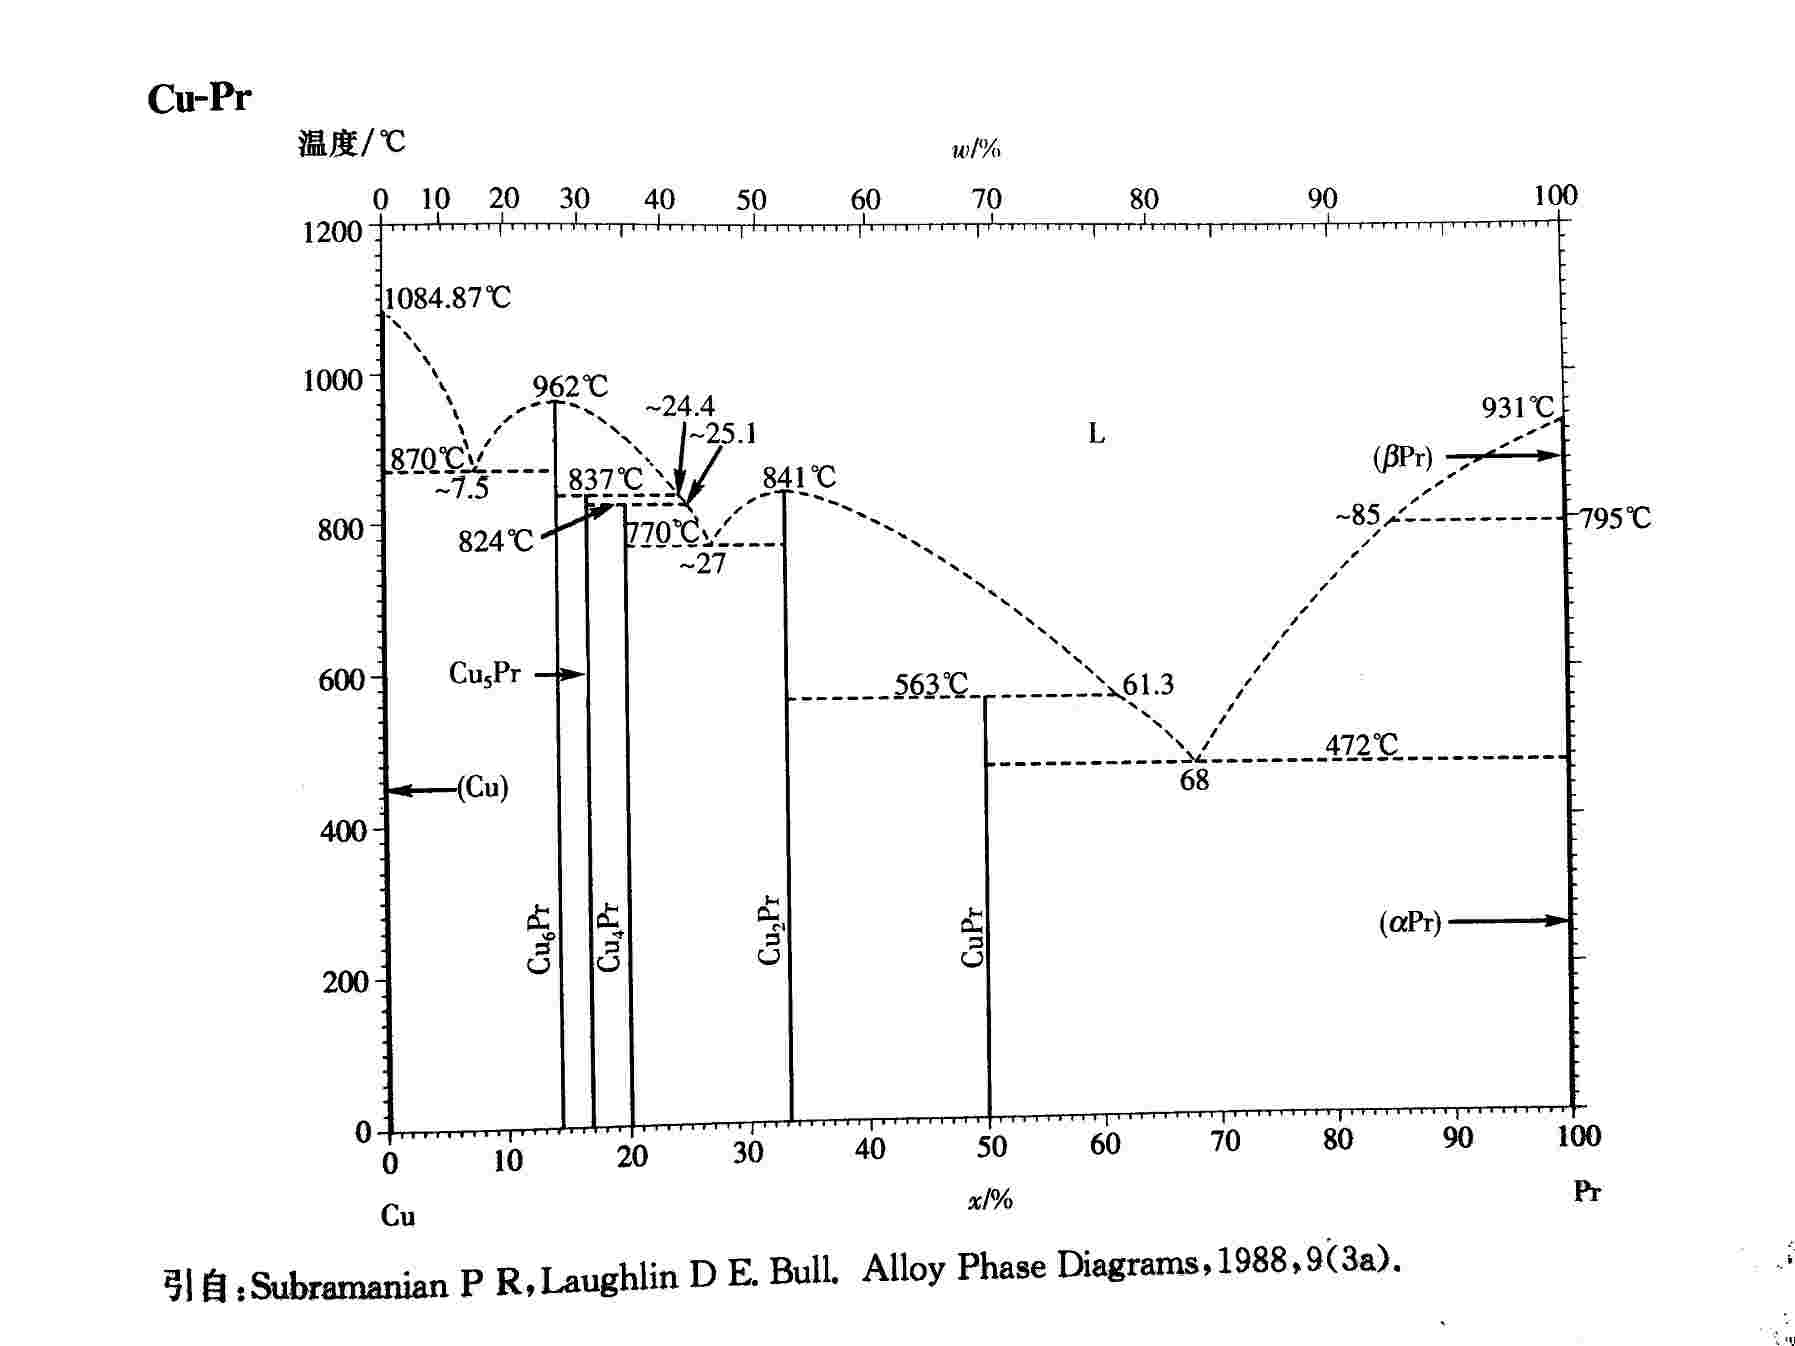 Cu-Pr
温度/℃
w/%
0 10 20 30 40 50 60 70 80 90 100
1200
1084.87℃
1000
962℃
~24.4
931℃
~25.1
L
(βPr)
870℃
837℃
841℃
~7.5
~85
795℃
800
824℃
770℃
~27
Cu₅Pr
600
563℃
61.3
472℃
68
(Cu)
400
Cu₆Pr
Cu₄Pr
Cu₂Pr
CuPr
(αPr)
200
0
0 10 20 30 40 50 60 70 80 90 100
Cu
x/%
Pr
引自:Subramanian P R,Laughlin D E. Bull. Alloy Phase Diagrams,1988,9(3a).